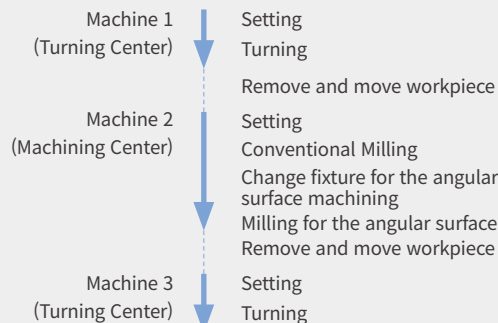 Machine 1
(Turning Center)
Setting
Turning
Remove and move workpiece
Machine 2
(Machining Center)
Setting
Conventional Milling
Change fixture for the angular
surface machining
Milling for the angular surface
Remove and move workpiece
Machine 3
(Turning Center)
Setting
Turning